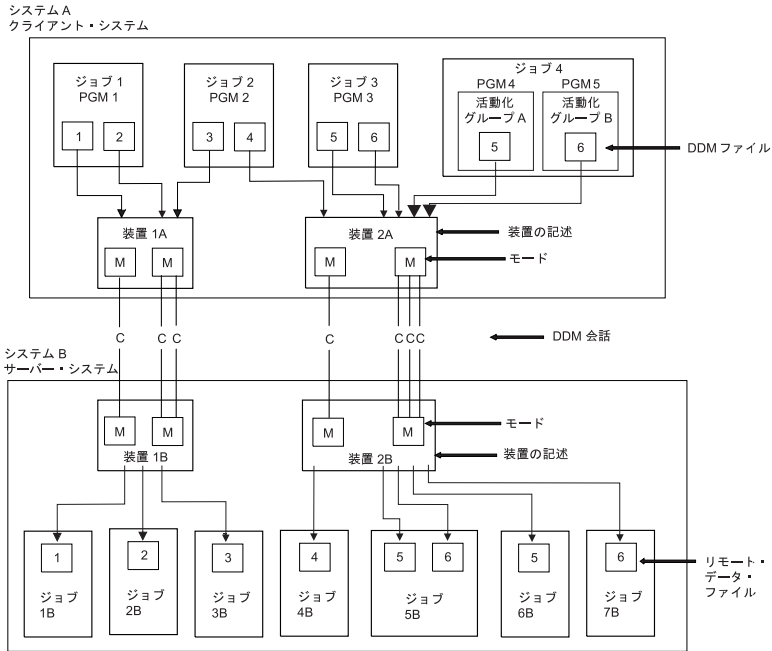 システム A
クライアント・システム
ジョブ 1
PGM 1
1
2
ジョブ 2
PGM 2
3
4
ジョブ 3
PGM 3
5
6
ジョブ 4
PGM 4
活動化
グループ A
5
PGM 5
活動化
グループ B
6
DDM ファイル
装置 1A
M
M
装置 2A
M
M
装置の記述
モード
C
C C
C
CCC
DDM 会話
システム B
サーバー・システム
M
M
装置 1B
M
M
装置 2B
モード
装置の記述
1
ジョブ
1B
2
ジョブ
2B
3
ジョブ
3B
4
ジョブ
4B
5
6
ジョブ
5B
5
ジョブ
6B
6
ジョブ
7B
リモート・
データ・
ファイル